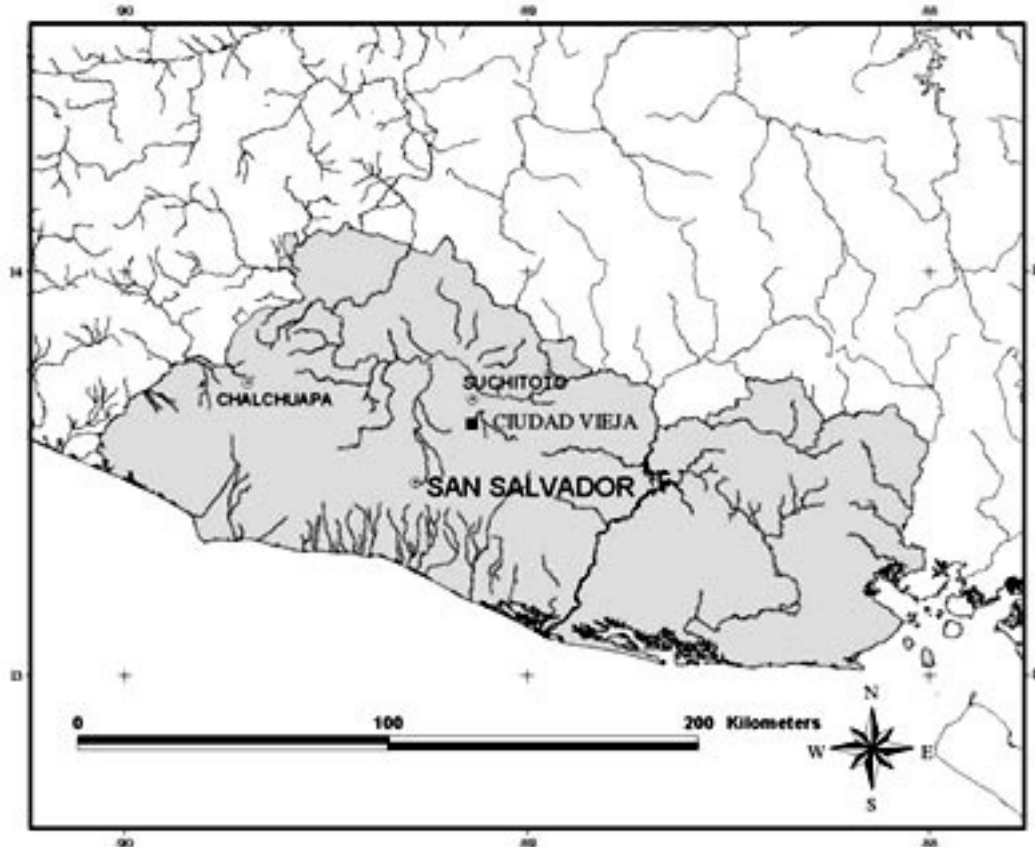 90 89 88
14
SUCHITOTO
CHALCHUAPA
CIUDAD VIEJA
SAN SALVADOR
13
N
0 100 200 Kilometers
W E
S
90 89 88